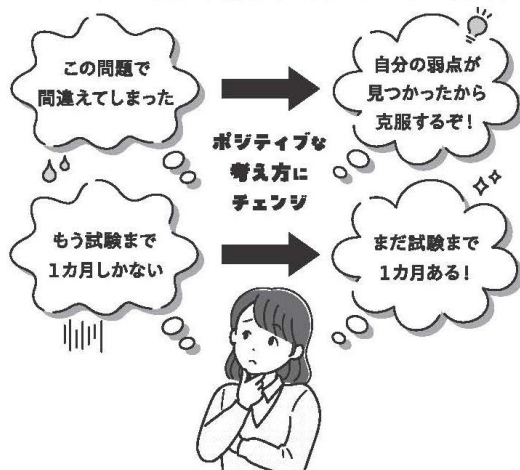 この問題で
間違えてしまった
自分の弱点が
見つかったから
克服するぞ!
ポジティブな
考え方に
チェンジ
もう試験まで
1カ月しかない
まだ試験まで
1カ月ある!